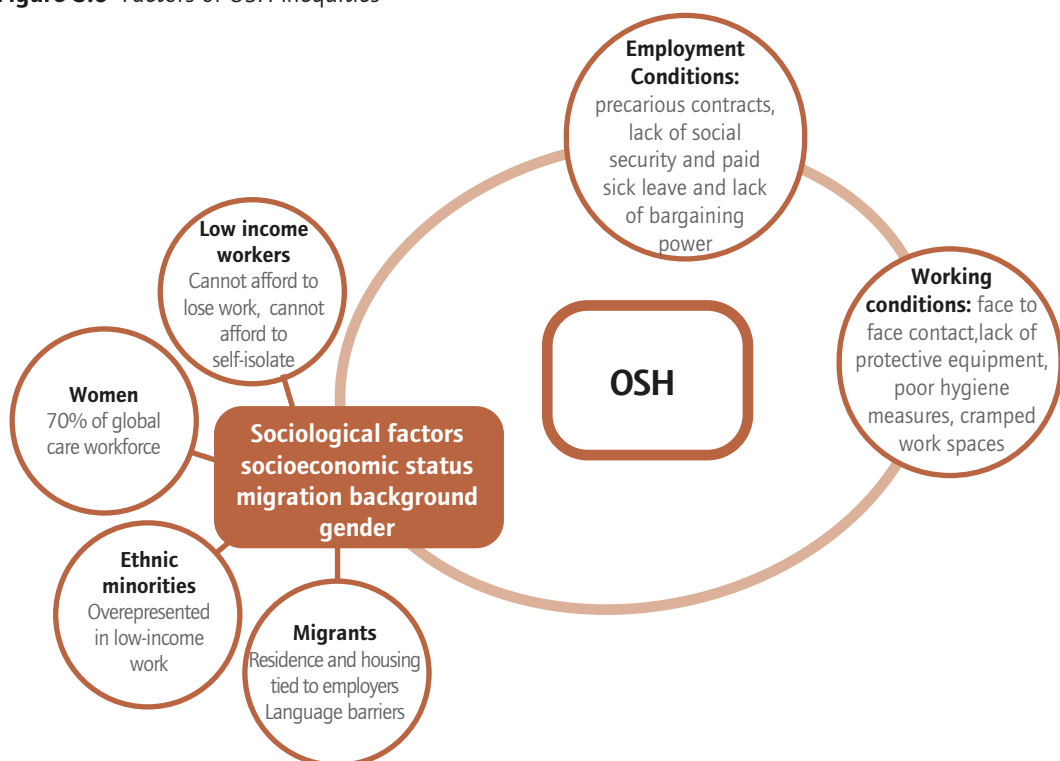 Employment
Conditions:
precarious contracts,
lack of social
security and paid
sick leave and lack
of bargaining
power
Low income
workers
Cannot afford to
lose work, cannot
afford to
self-isolate
Working
conditions: face to
face contact,lack of
protective equipment,
poor hygiene
measures, cramped
work spaces
OSH
Women
70% of global
care workforce
Sociological factors
socioeconomic status
migration background
gender
Ethnic
minorities
Overepresented
in low-income
work
Migrants
Residence and housing
tied to employers
Language barriers